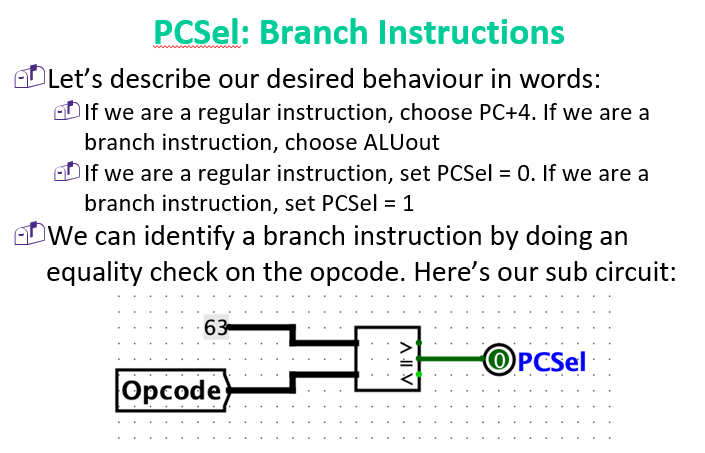 PCSel: Branch Instructions
Let's describe our desired behaviour in words:
If we are a regular instruction, choose PC+4. If we are a
branch instruction, choose ALUout
If we are a regular instruction, set PCSel = 0. If we are a
branch instruction, set PCSel = 1
We can identify a branch instruction by doing an
equality check on the opcode. Here's our sub circuit:
63
> = <
0 PCSel
Opcode